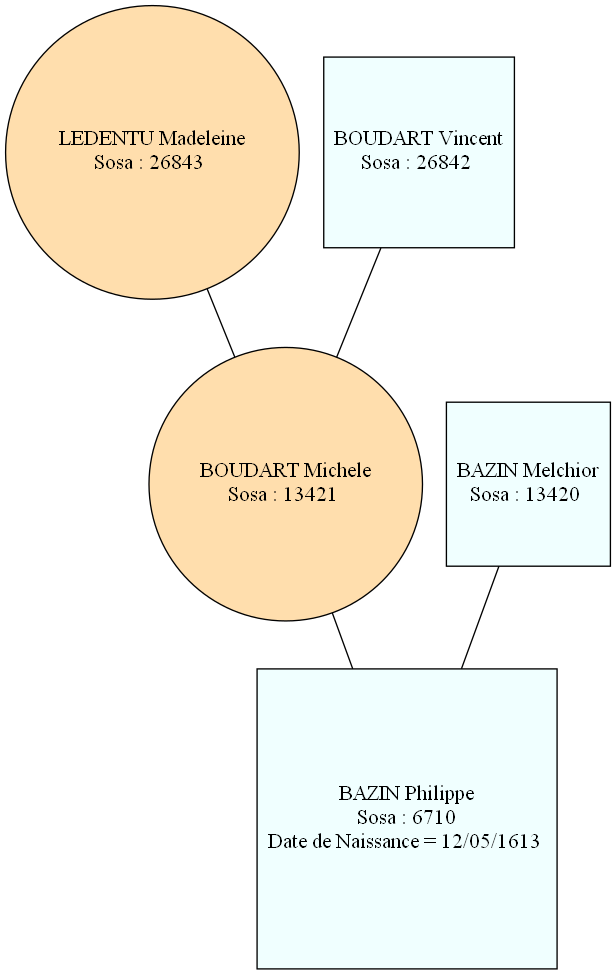 LEDENTU Madeleine
Sosa : 26843
BOUDART Vincent
Sosa : 26842
BOUDART Michele
Sosa : 13421
BAZIN Melchior
Sosa : 13420
BAZIN Philippe
Sosa : 6710
Date de Naissance = 12/05/1613